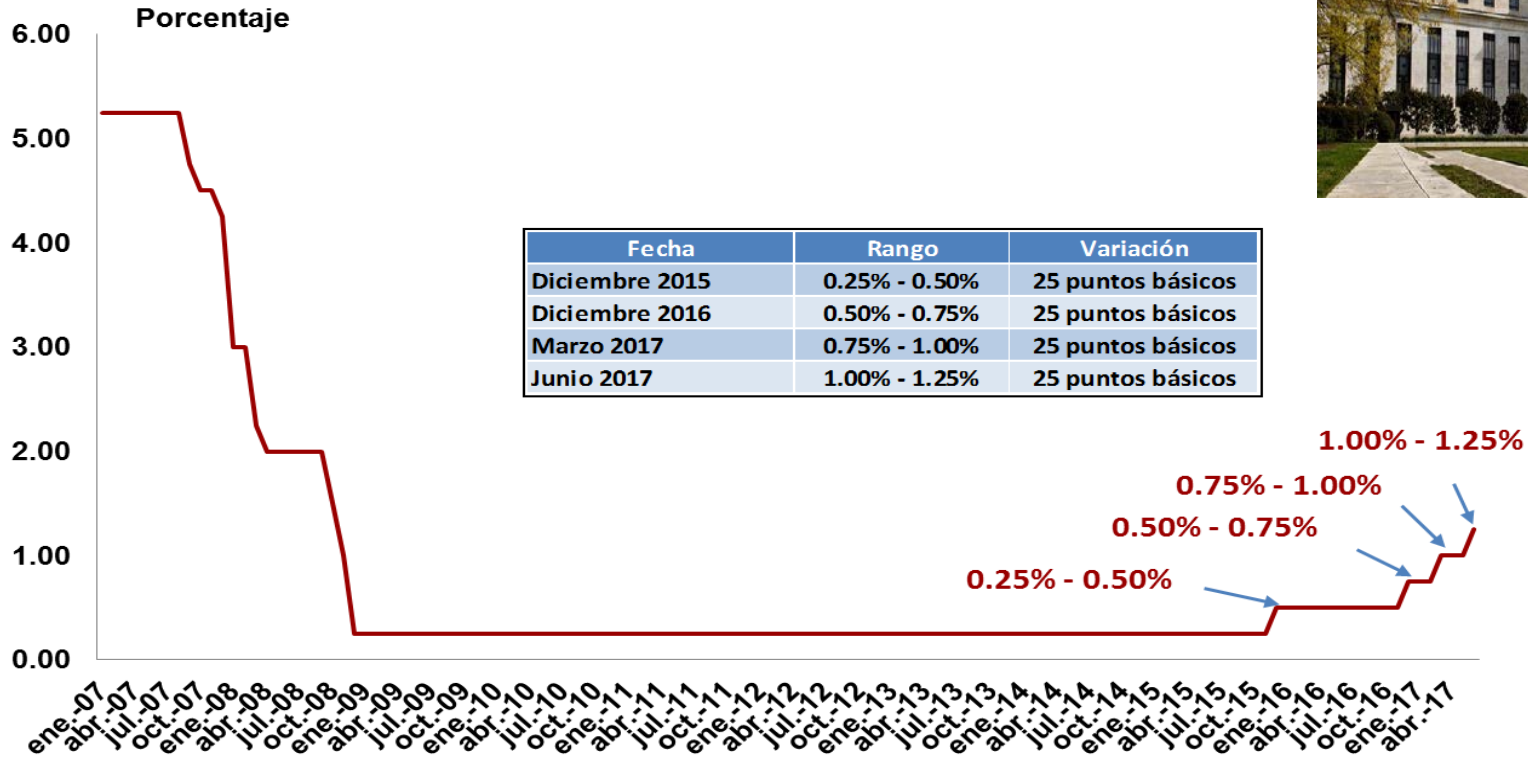 Porcentaje
6.00
5.00
4.00
3.00
2.00
1.00
0.00
Fecha Rango Variación
Diciembre 2015 0.25% - 0.50% 25 puntos básicos
Diciembre 2016 0.50% - 0.75% 25 puntos básicos
Marzo 2017 0.75% - 1.00% 25 puntos básicos
Junio 2017 1.00% - 1.25% 25 puntos básicos
1.00% - 1.25%
0.75% - 1.00%
0.50% - 0.75%
0.25% - 0.50%
ene.-07
abr.-07
jul.-07
oct.-07
ene.-08
abr.-08
jul.-08
oct.-08
ene.-09
abr.-09
jul.-09
oct.-09
ene.-10
abr.-10
jul.-10
oct.-10
ene.-11
abr.-11
jul.-11
oct.-11
ene.-12
abr.-12
jul.-12
oct.-12
ene.-13
abr.-13
jul.-13
oct.-13
ene.-14
abr.-14
jul.-14
oct.-14
ene.-15
abr.-15
jul.-15
oct.-15
ene.-16
abr.-16
jul.-16
oct.-16
ene.-17
abr.-17